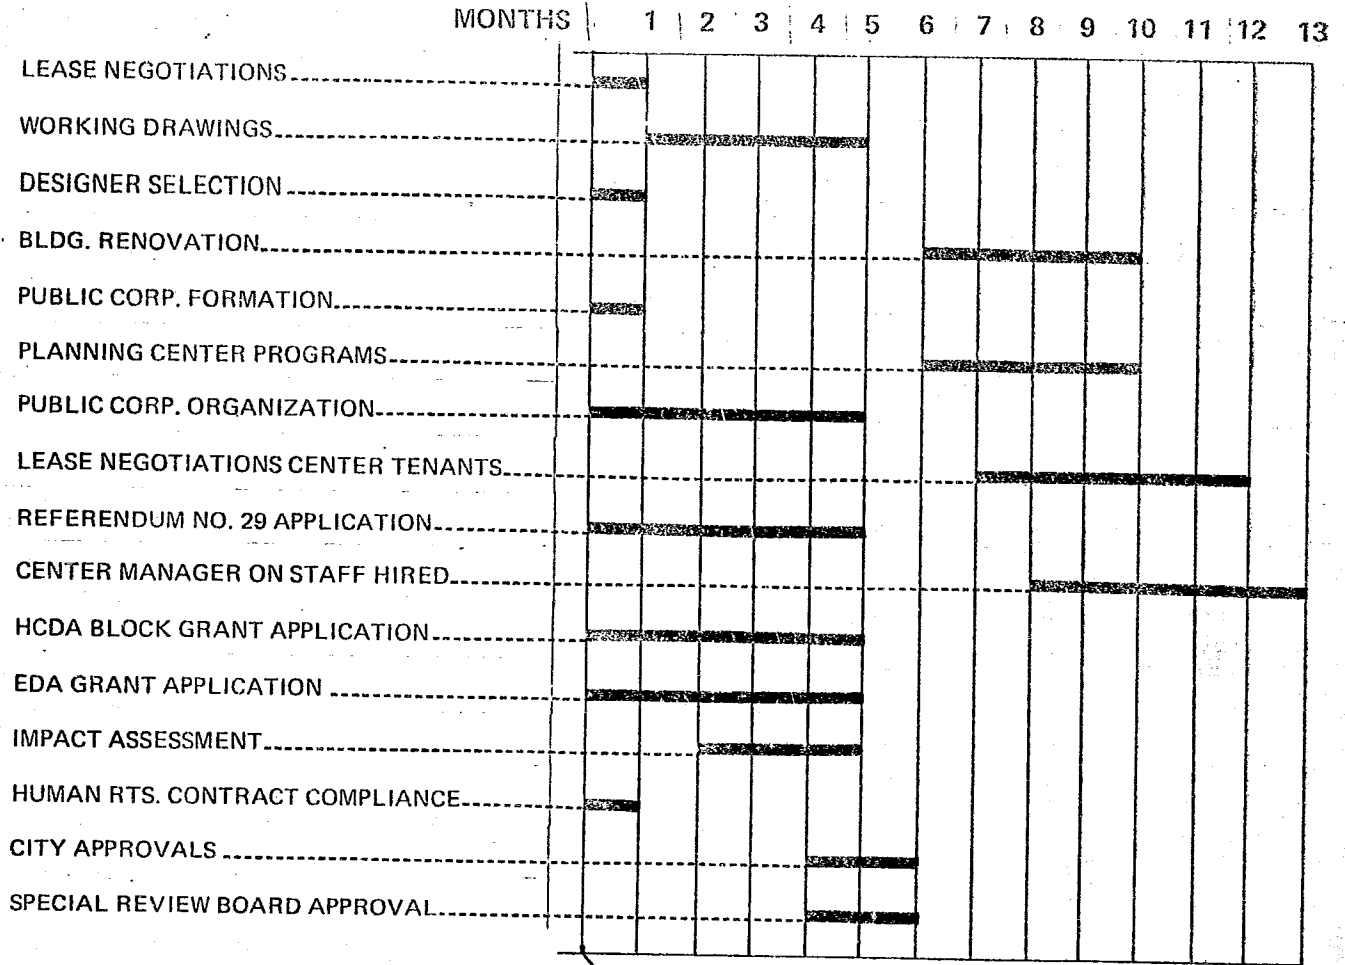 MONTHS 1 2 3 4 5 6 7 8 9 10 11 12 13
LEASE NEGOTIATIONS
WORKING DRAWINGS
DESIGNER SELECTION
BLDG. RENOVATION
PUBLIC CORP. FORMATION
PLANNING CENTER PROGRAMS
PUBLIC CORP. ORGANIZATION
LEASE NEGOTIATIONS CENTER TENANTS
REFERENDUM NO. 29 APPLICATION
CENTER MANAGER ON STAFF HIRED
HCDA BLOCK GRANT APPLICATION
EDA GRANT APPLICATION
IMPACT ASSESSMENT
HUMAN RTS. CONTRACT COMPLIANCE
CITY APPROVALS
SPECIAL REVIEW BOARD APPROVAL